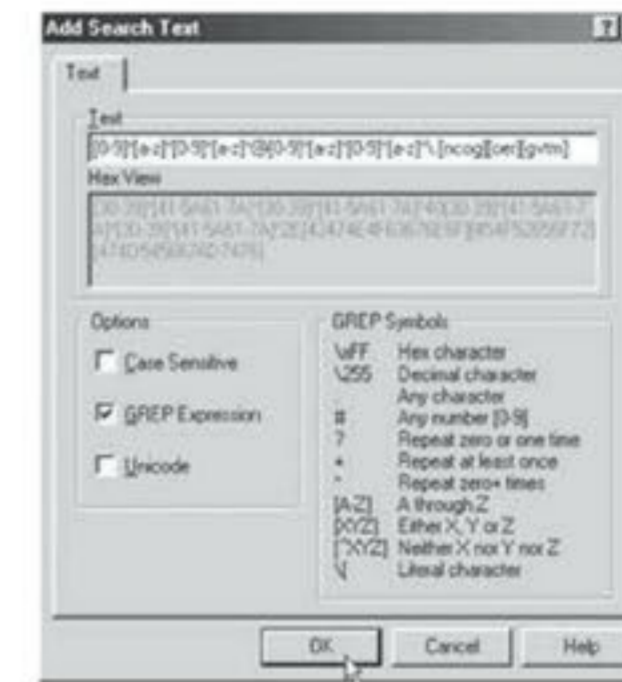 Add Search Text
?
Text
Text
[0-9]*[a-z]*[0-9]*[a-z]*@[0-9]*[a-z]*[0-9]*[a-z]*\.[ncog][oer][gvtm]
Hex View
Options
Case Sensitive
GREP Expression
Unicode
GREP Symbols
\xFF Hex character
\255 Decimal character
. Any character
# Any number [0-9]
? Repeat zero or one time
+ Repeat at least once
* Repeat zero+ times
[A-Z] A through Z
[XYZ] Either X, Y or Z
[^XYZ] Neither X nor Y nor Z
\[ Literal character
OK
Cancel
Help